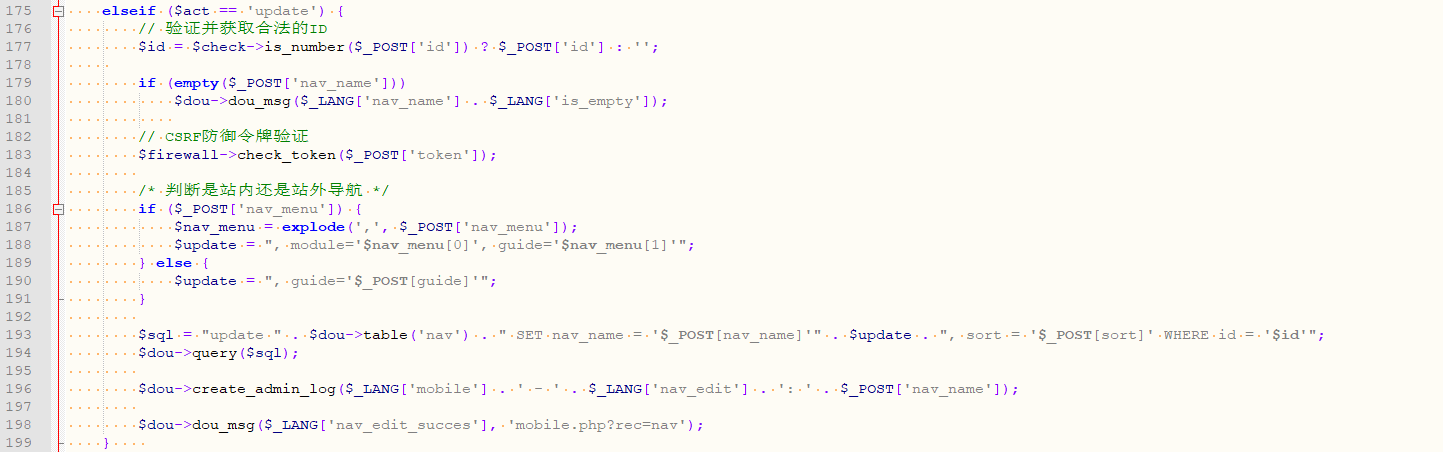 175 elseif ($act == 'update') {
176 // 验证并获取合法的ID
177 $id = $check->is_number($_POST['id']) ? $_POST['id'] : '';
178
179 if (empty($_POST['nav_name']))
180 $dou->dou_msg($_LANG['nav_name'] . $_LANG['is_empty']);
181
182 // CSRF防御令牌验证
183 $firewall->check_token($_POST['token']);
184
185 /* 判断是站内还是站外导航 */
186 if ($_POST['nav_menu']) {
187 $nav_menu = explode(',', $_POST['nav_menu']);
188 $update = ", module='$nav_menu[0]', guide='$nav_menu[1]'";
189 } else {
190 $update = ", guide='$_POST[guide]'";
191 }
192
193 $sql = "update " . $dou->table('nav') . " SET nav_name = '$_POST[nav_name]'" . $update . ", sort = '$_POST[sort]' WHERE id = '$id'";
194 $dou->query($sql);
195
196 $dou->create_admin_log($_LANG['mobile'] . ' - ' . $_LANG['nav_edit'] . ': ' . $_POST['nav_name']);
197
198 $dou->dou_msg($_LANG['nav_edit_succes'], 'mobile.php?rec=nav');
199 }